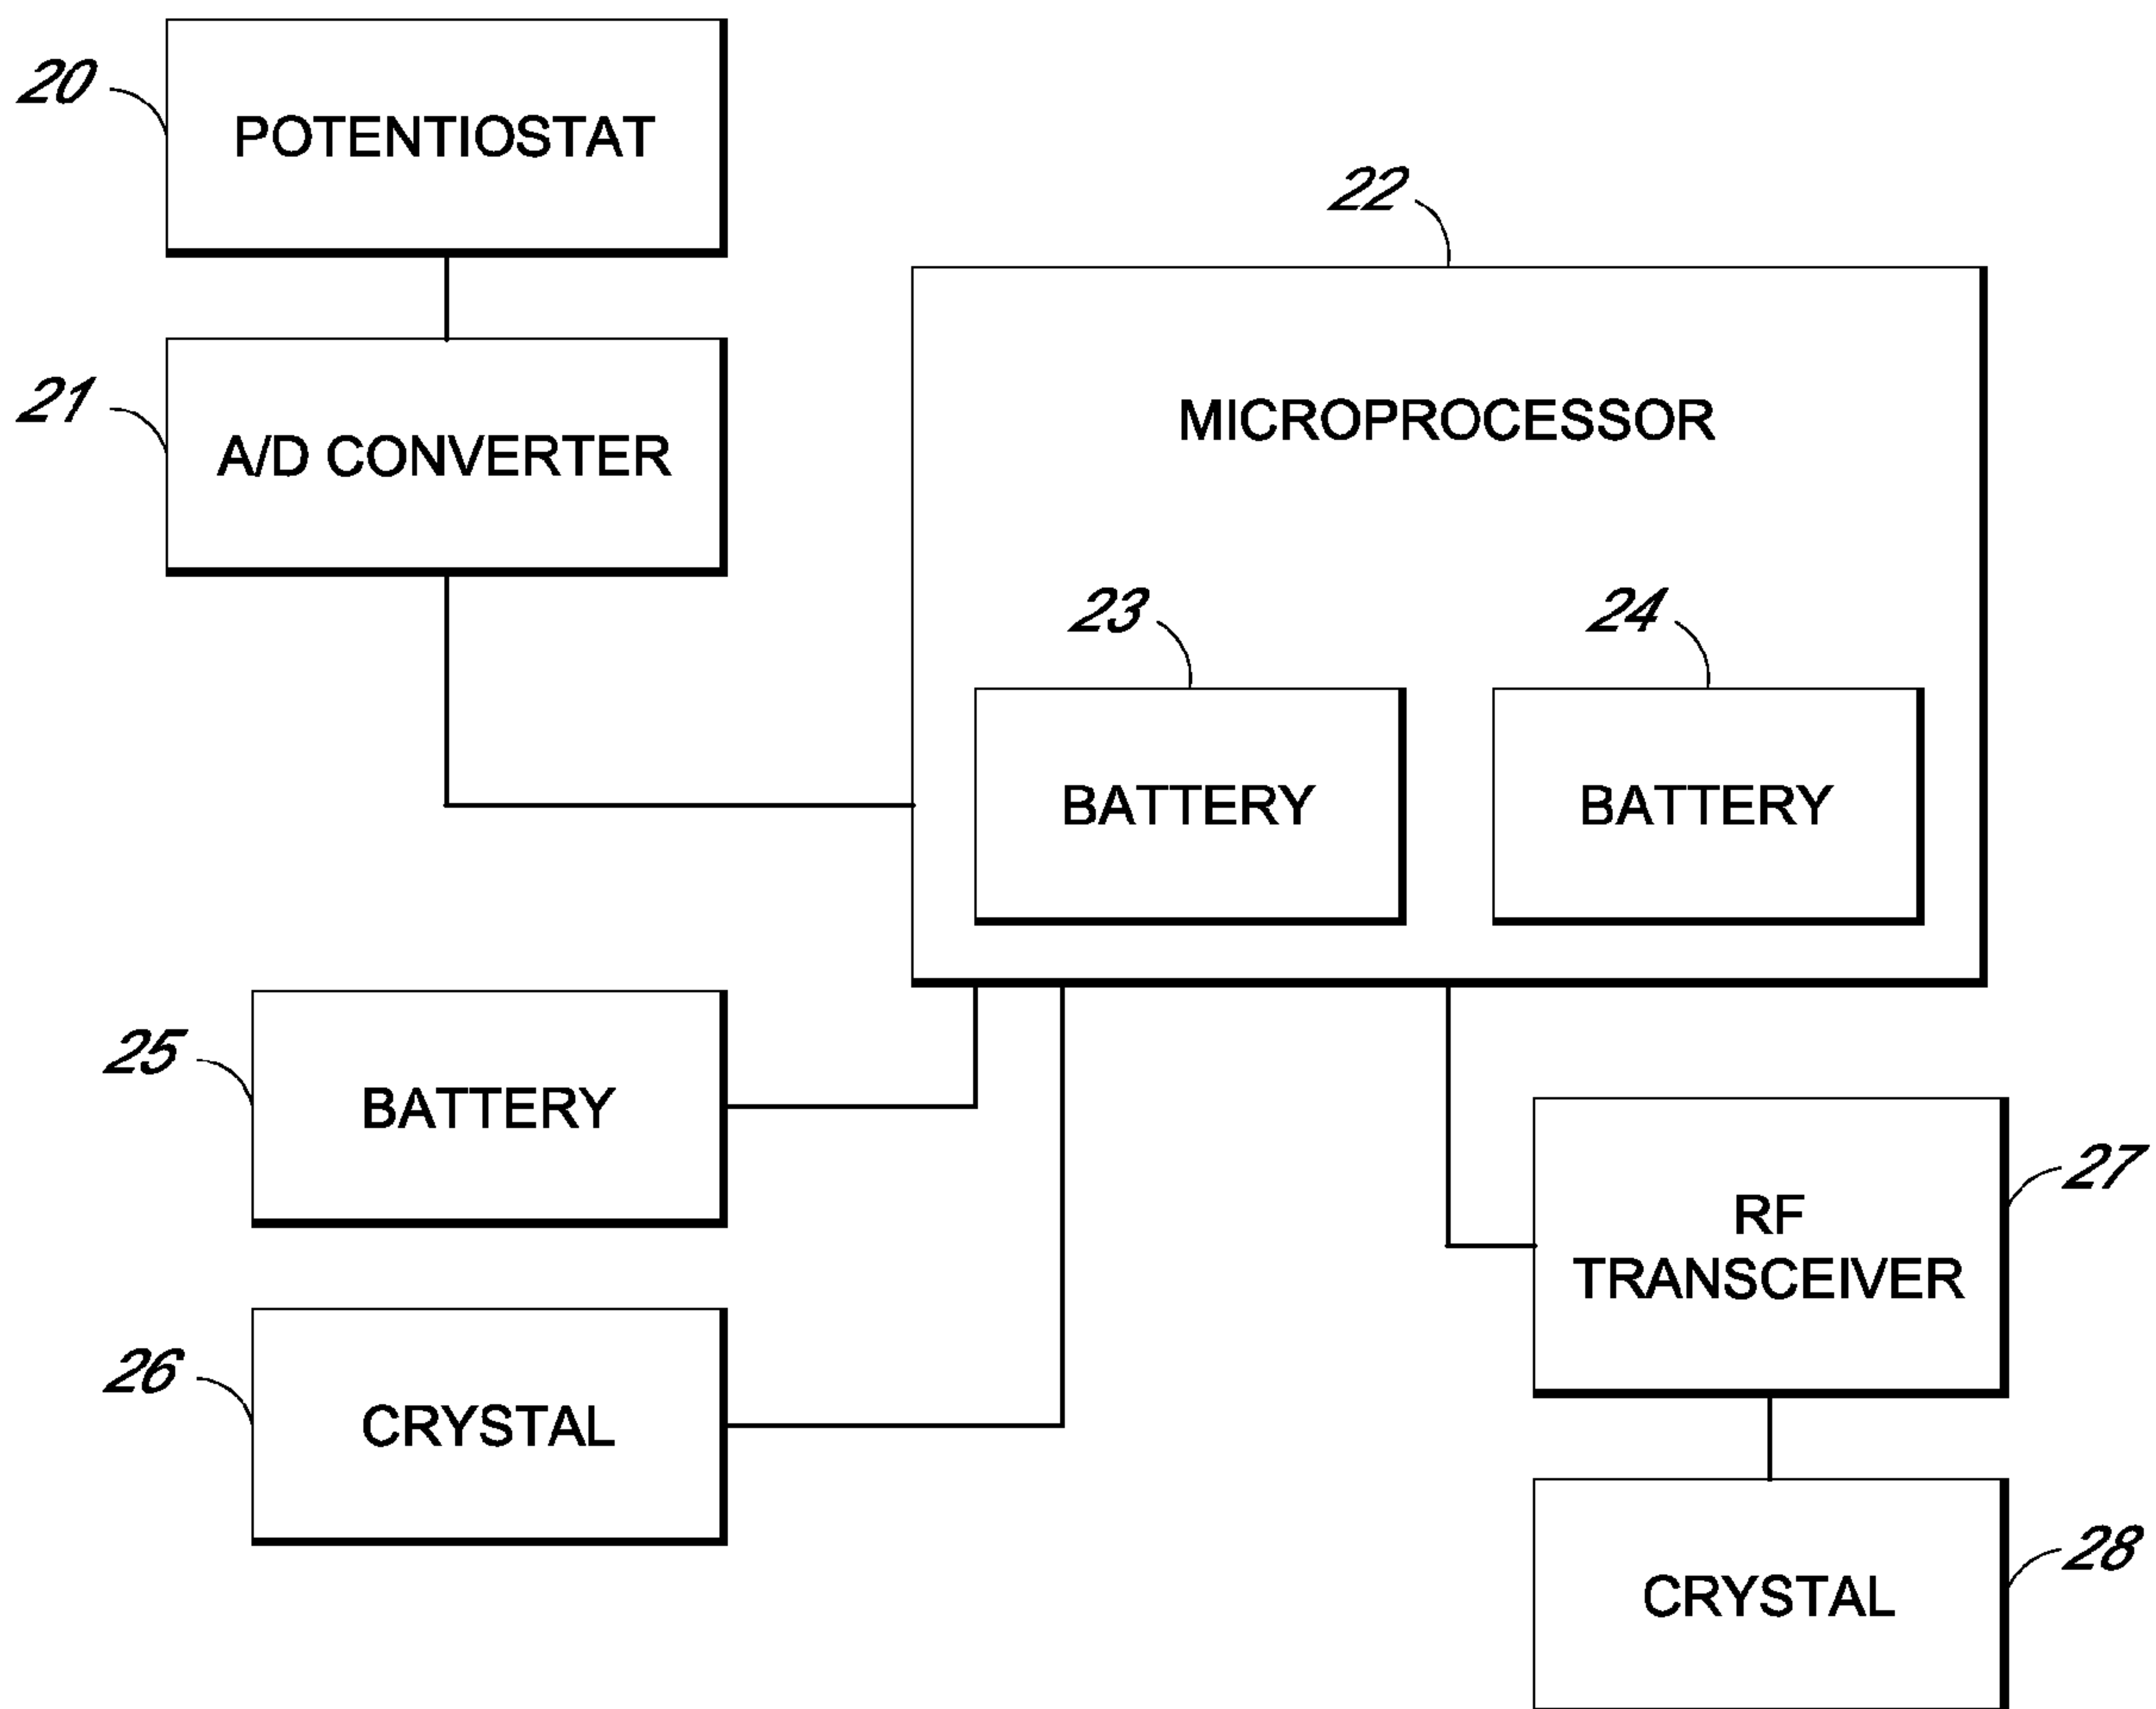 20
POTENTIOSTAT
21
A/D CONVERTER
22
MICROPROCESSOR
23
BATTERY
24
BATTERY
25
BATTERY
26
CRYSTAL
27
RF
TRANSCEIVER
28
CRYSTAL